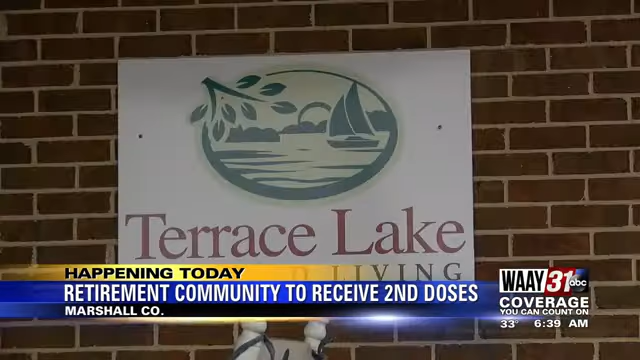 Terrace Lake
LIVING
HAPPENING TODAY
RETIREMENT COMMUNITY TO RECEIVE 2ND DOSES
MARSHALL CO.
WAAY 31 abc
COVERAGE
YOU CAN COUNT ON
33° 6:39 AM